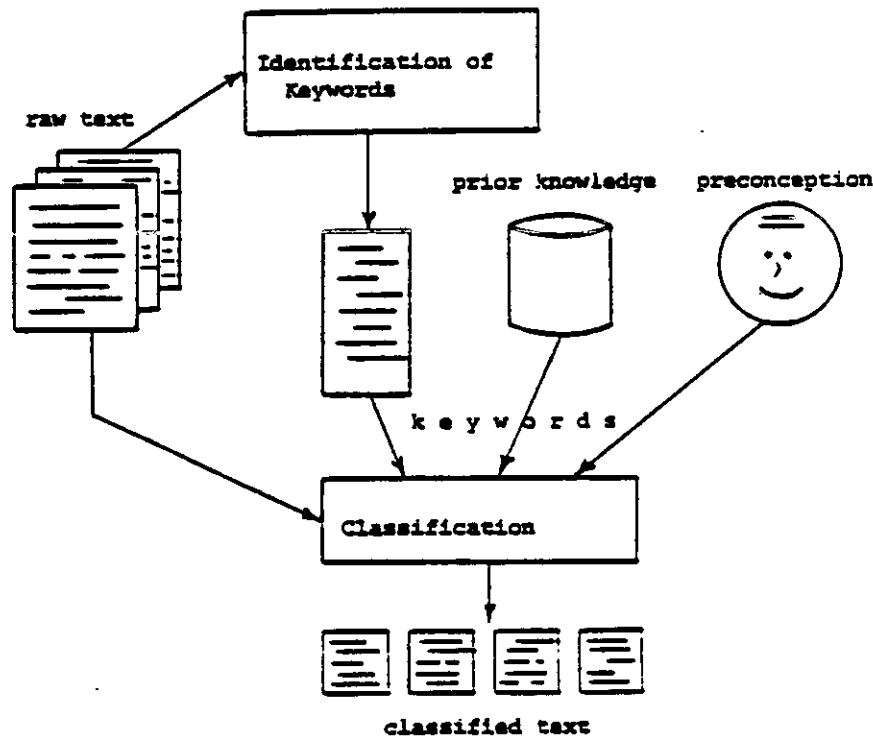 Identification of
Keywords
raw text
prior knowledge
preconception
k e y w o r d s
Classification
classified text